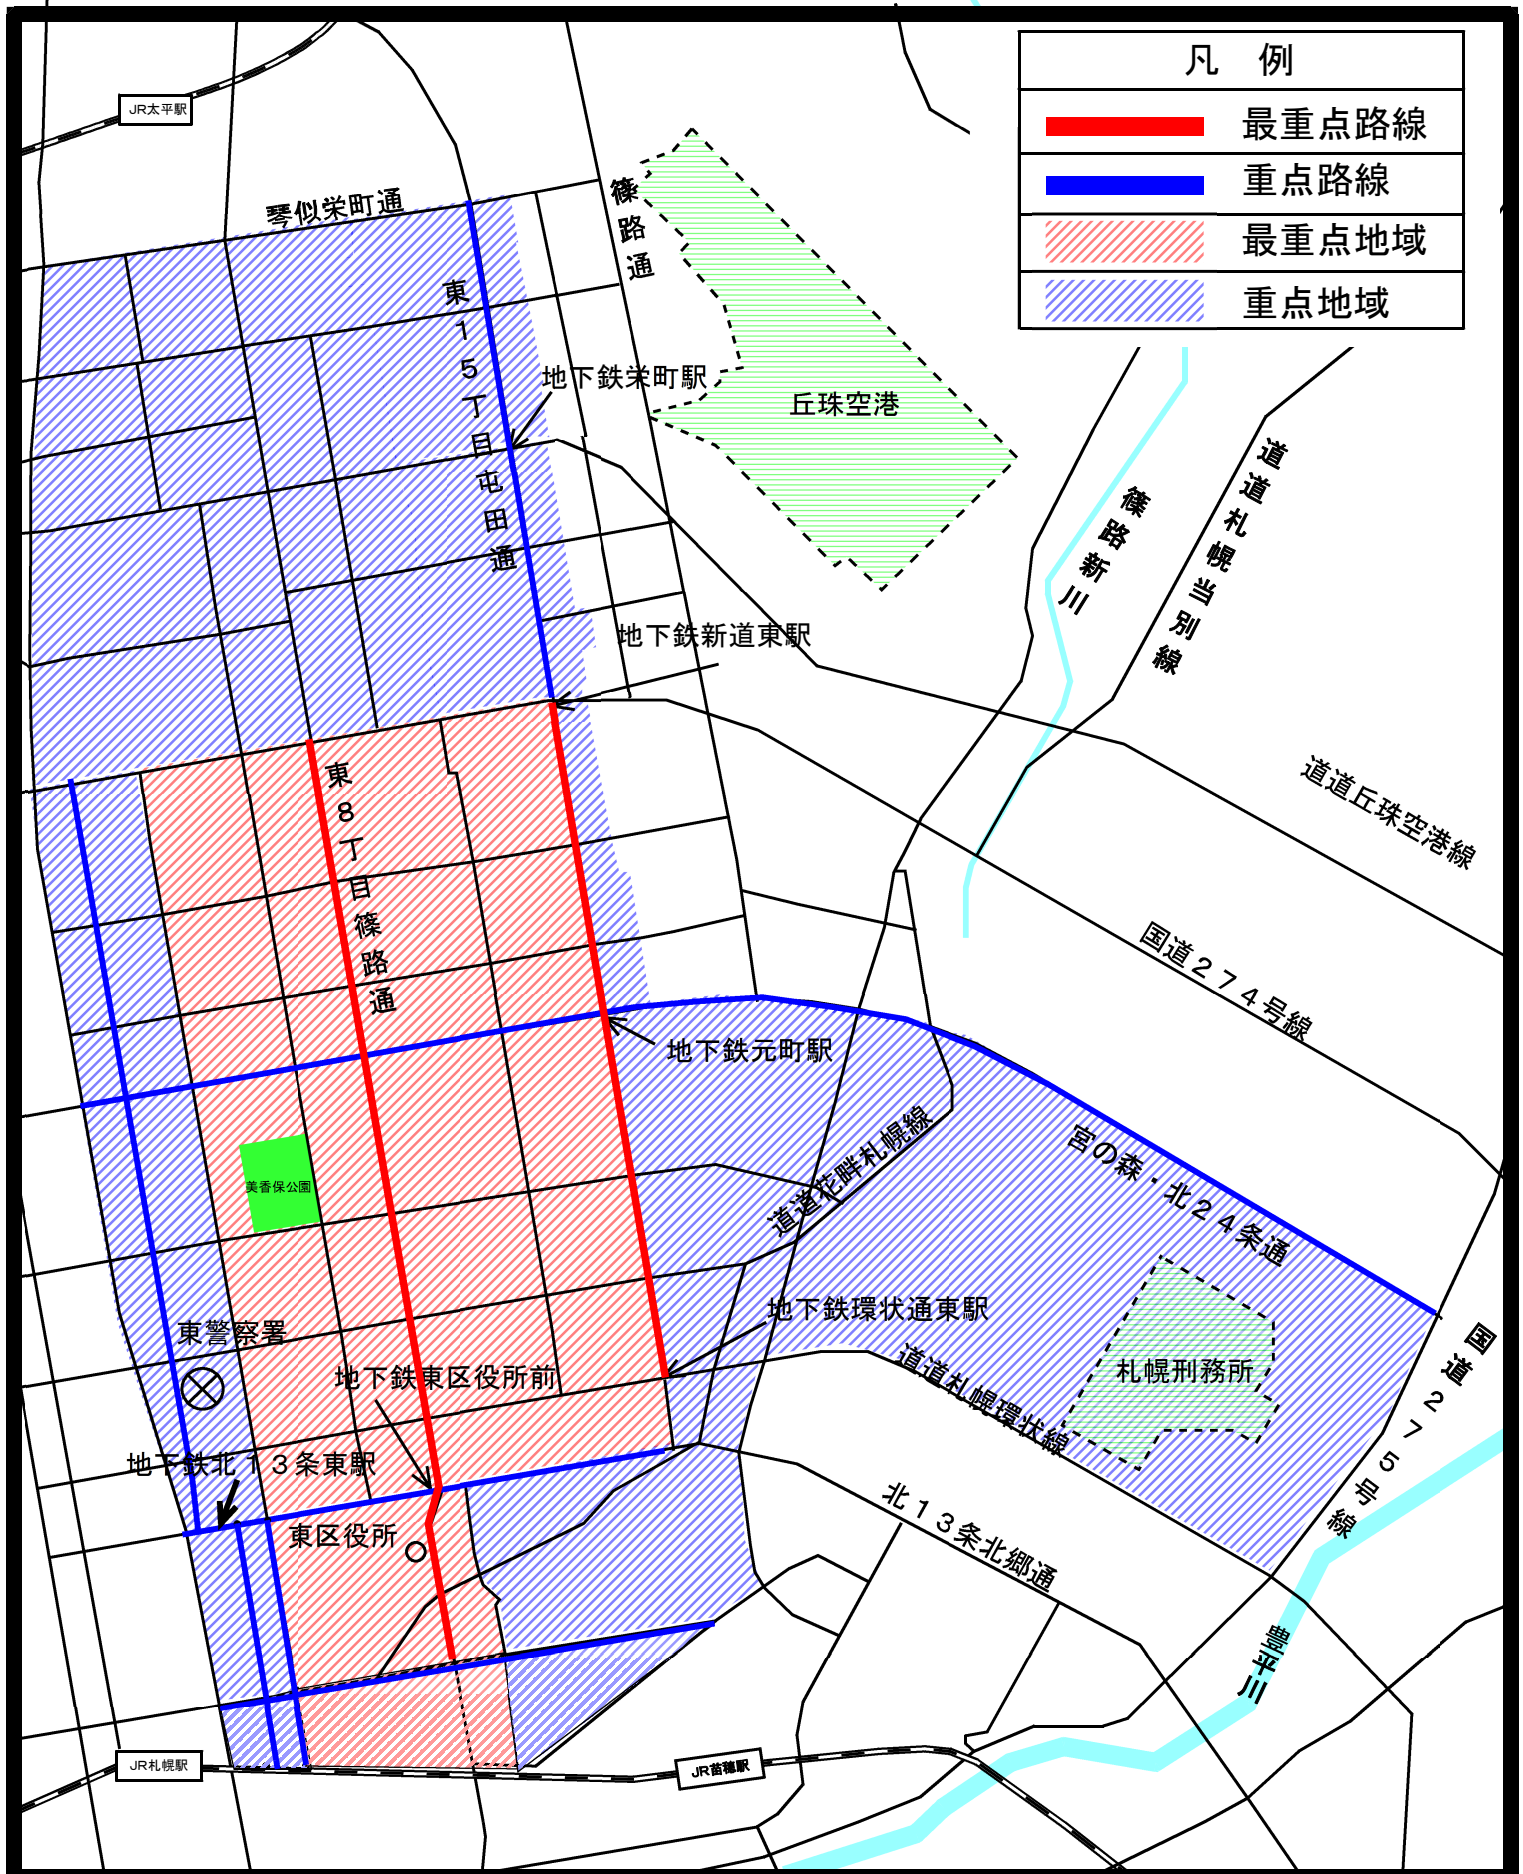 凡　例
最重点路線
重点路線
最重点地域
重点地域
JR太平駅
琴似栄町通
篠路通
東１５丁目屯田通
地下鉄栄町駅
丘珠空港
篠路新川
道道札幌当別線
地下鉄新道東駅
東８丁目篠路通
道道丘珠空港線
国道２７４号線
地下鉄元町駅
道道花畔札幌線
宮の森・北２４条通
美香保公園
地下鉄環状通東駅
東警察署
地下鉄東区役所前
道道札幌環状線
札幌刑務所
国道２７５号線
地下鉄北１３条東駅
北１３条北郷通
東区役所
豊平川
JR札幌駅
JR苗穂駅